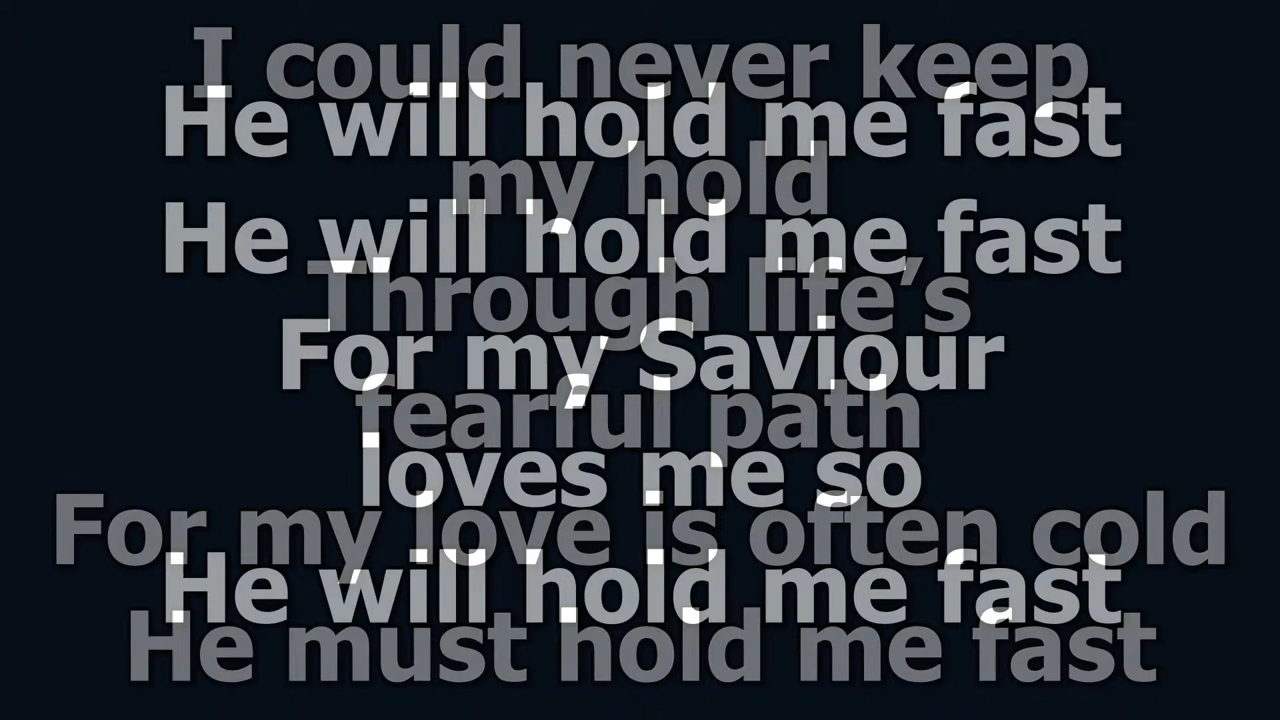 I could never keep
He will hold me fast
my hold
He will hold me fast
Through life’s
For my Saviour
fearful path
loves me so
For my love is often cold
He will hold me fast
He must hold me fast